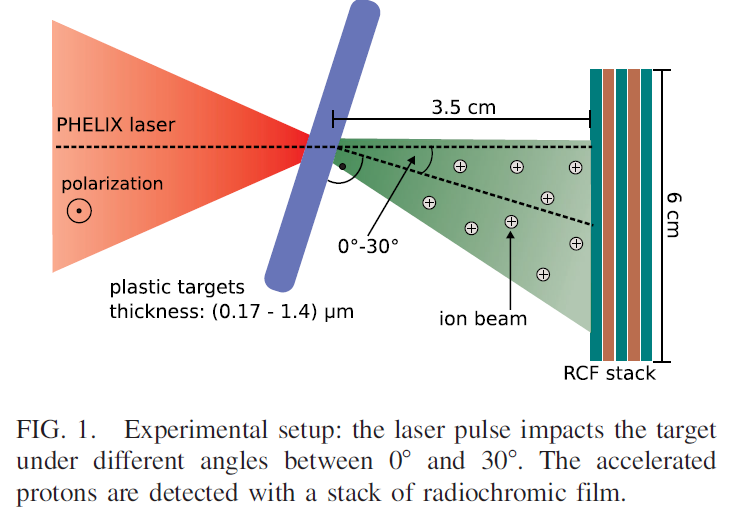 PHELIX laser
polarization
3.5 cm
0°-30°
6 cm
plastic targets
thickness: (0.17 - 1.4) μm
ion beam
RCF stack
FIG. 1. Experimental setup: the laser pulse impacts the target
under different angles between 0° and 30°. The accelerated
protons are detected with a stack of radiochromic film.